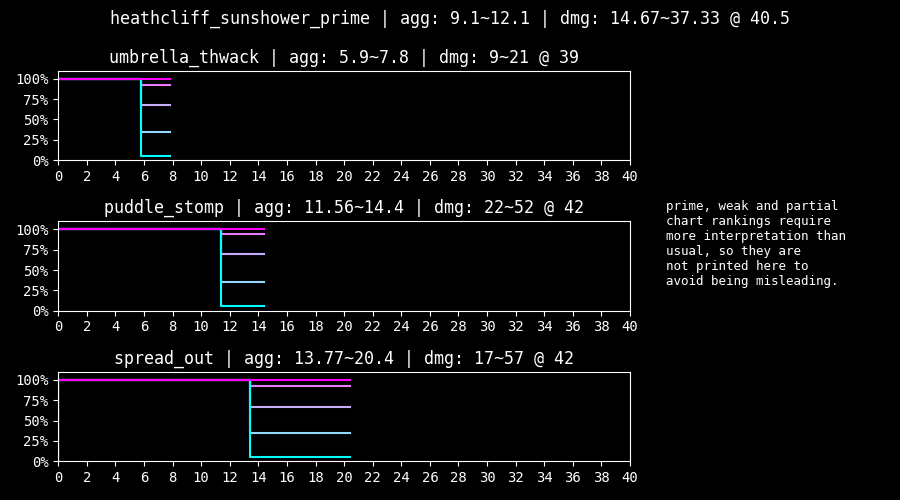 heathcliff_sunshower_prime | agg: 9.1~12.1 | dmg: 14.67~37.33 @ 40.5
umbrella_thwack | agg: 5.9~7.8 | dmg: 9~21 @ 39
100%
75%
50%
25%
0%
0 2 4 6 8 10 12 14 16 18 20 22 24 26 28 30 32 34 36 38 40
puddle_stomp | agg: 11.56~14.4 | dmg: 22~52 @ 42
100%
75%
50%
25%
0%
0 2 4 6 8 10 12 14 16 18 20 22 24 26 28 30 32 34 36 38 40
prime, weak and partial
chart rankings require
more interpretation than
usual, so they are
not printed here to
avoid being misleading.
spread_out | agg: 13.77~20.4 | dmg: 17~57 @ 42
100%
75%
50%
25%
0%
0 2 4 6 8 10 12 14 16 18 20 22 24 26 28 30 32 34 36 38 40